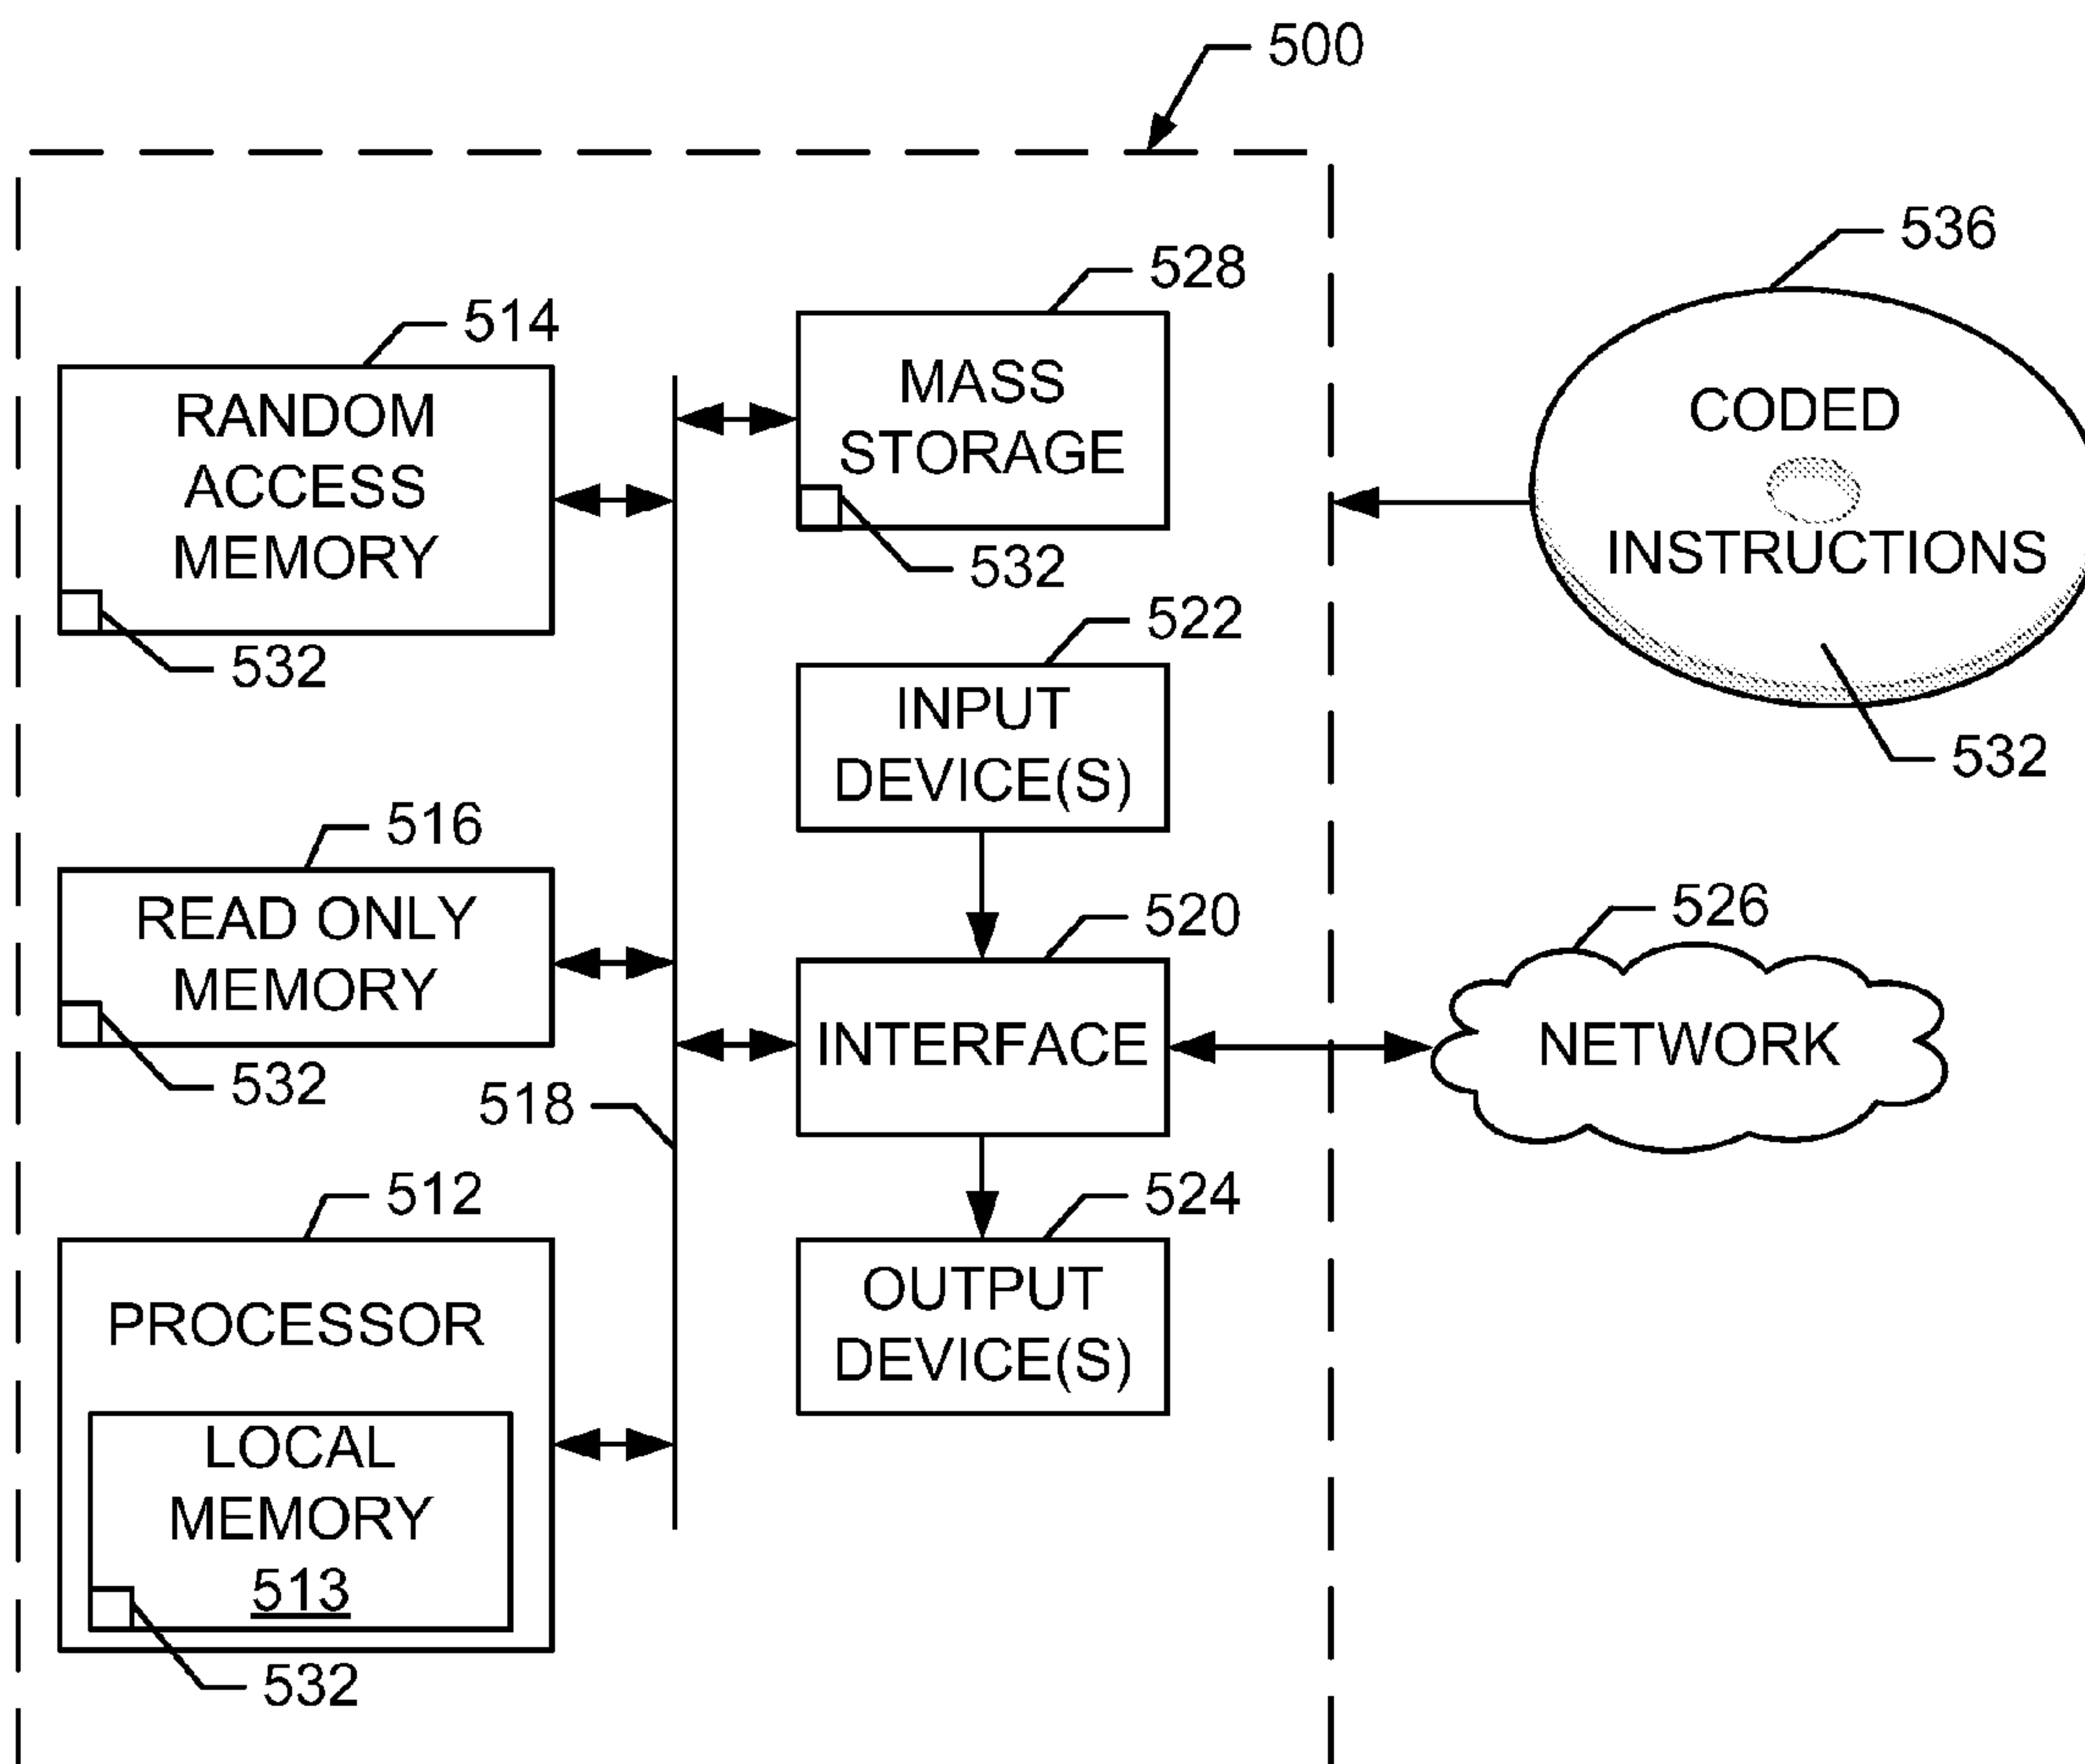 500
536
528
514
MASS
STORAGE
RANDOM
ACCESS
MEMORY
CODED
INSTRUCTIONS
532
532
532
522
INPUT
DEVICE(S)
516
READ ONLY
MEMORY
532
520
526
INTERFACE
NETWORK
518
512
524
PROCESSOR
OUTPUT
DEVICE(S)
LOCAL
MEMORY
513
532